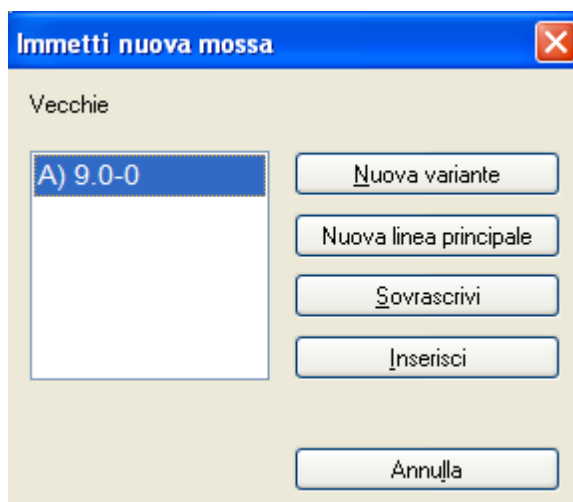 Immetti nuova mossa
Vecchie
A) 9.0-0
Nuova variante
Nuova linea principale
Sovrascrivi
Inserisci
Annulla